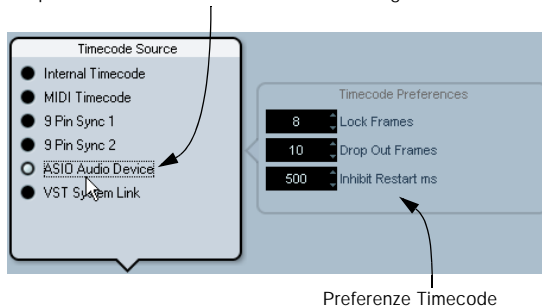 Timecode Source
Internal Timecode
MIDI Timecode
9 Pin Sync 1
9 Pin Sync 2
ASIO Audio Device
VST System Link
Timecode Preferences
8 Lock Frames
10 Drop Out Frames
500 Inhibit Restart ms
Preferenze Timecode